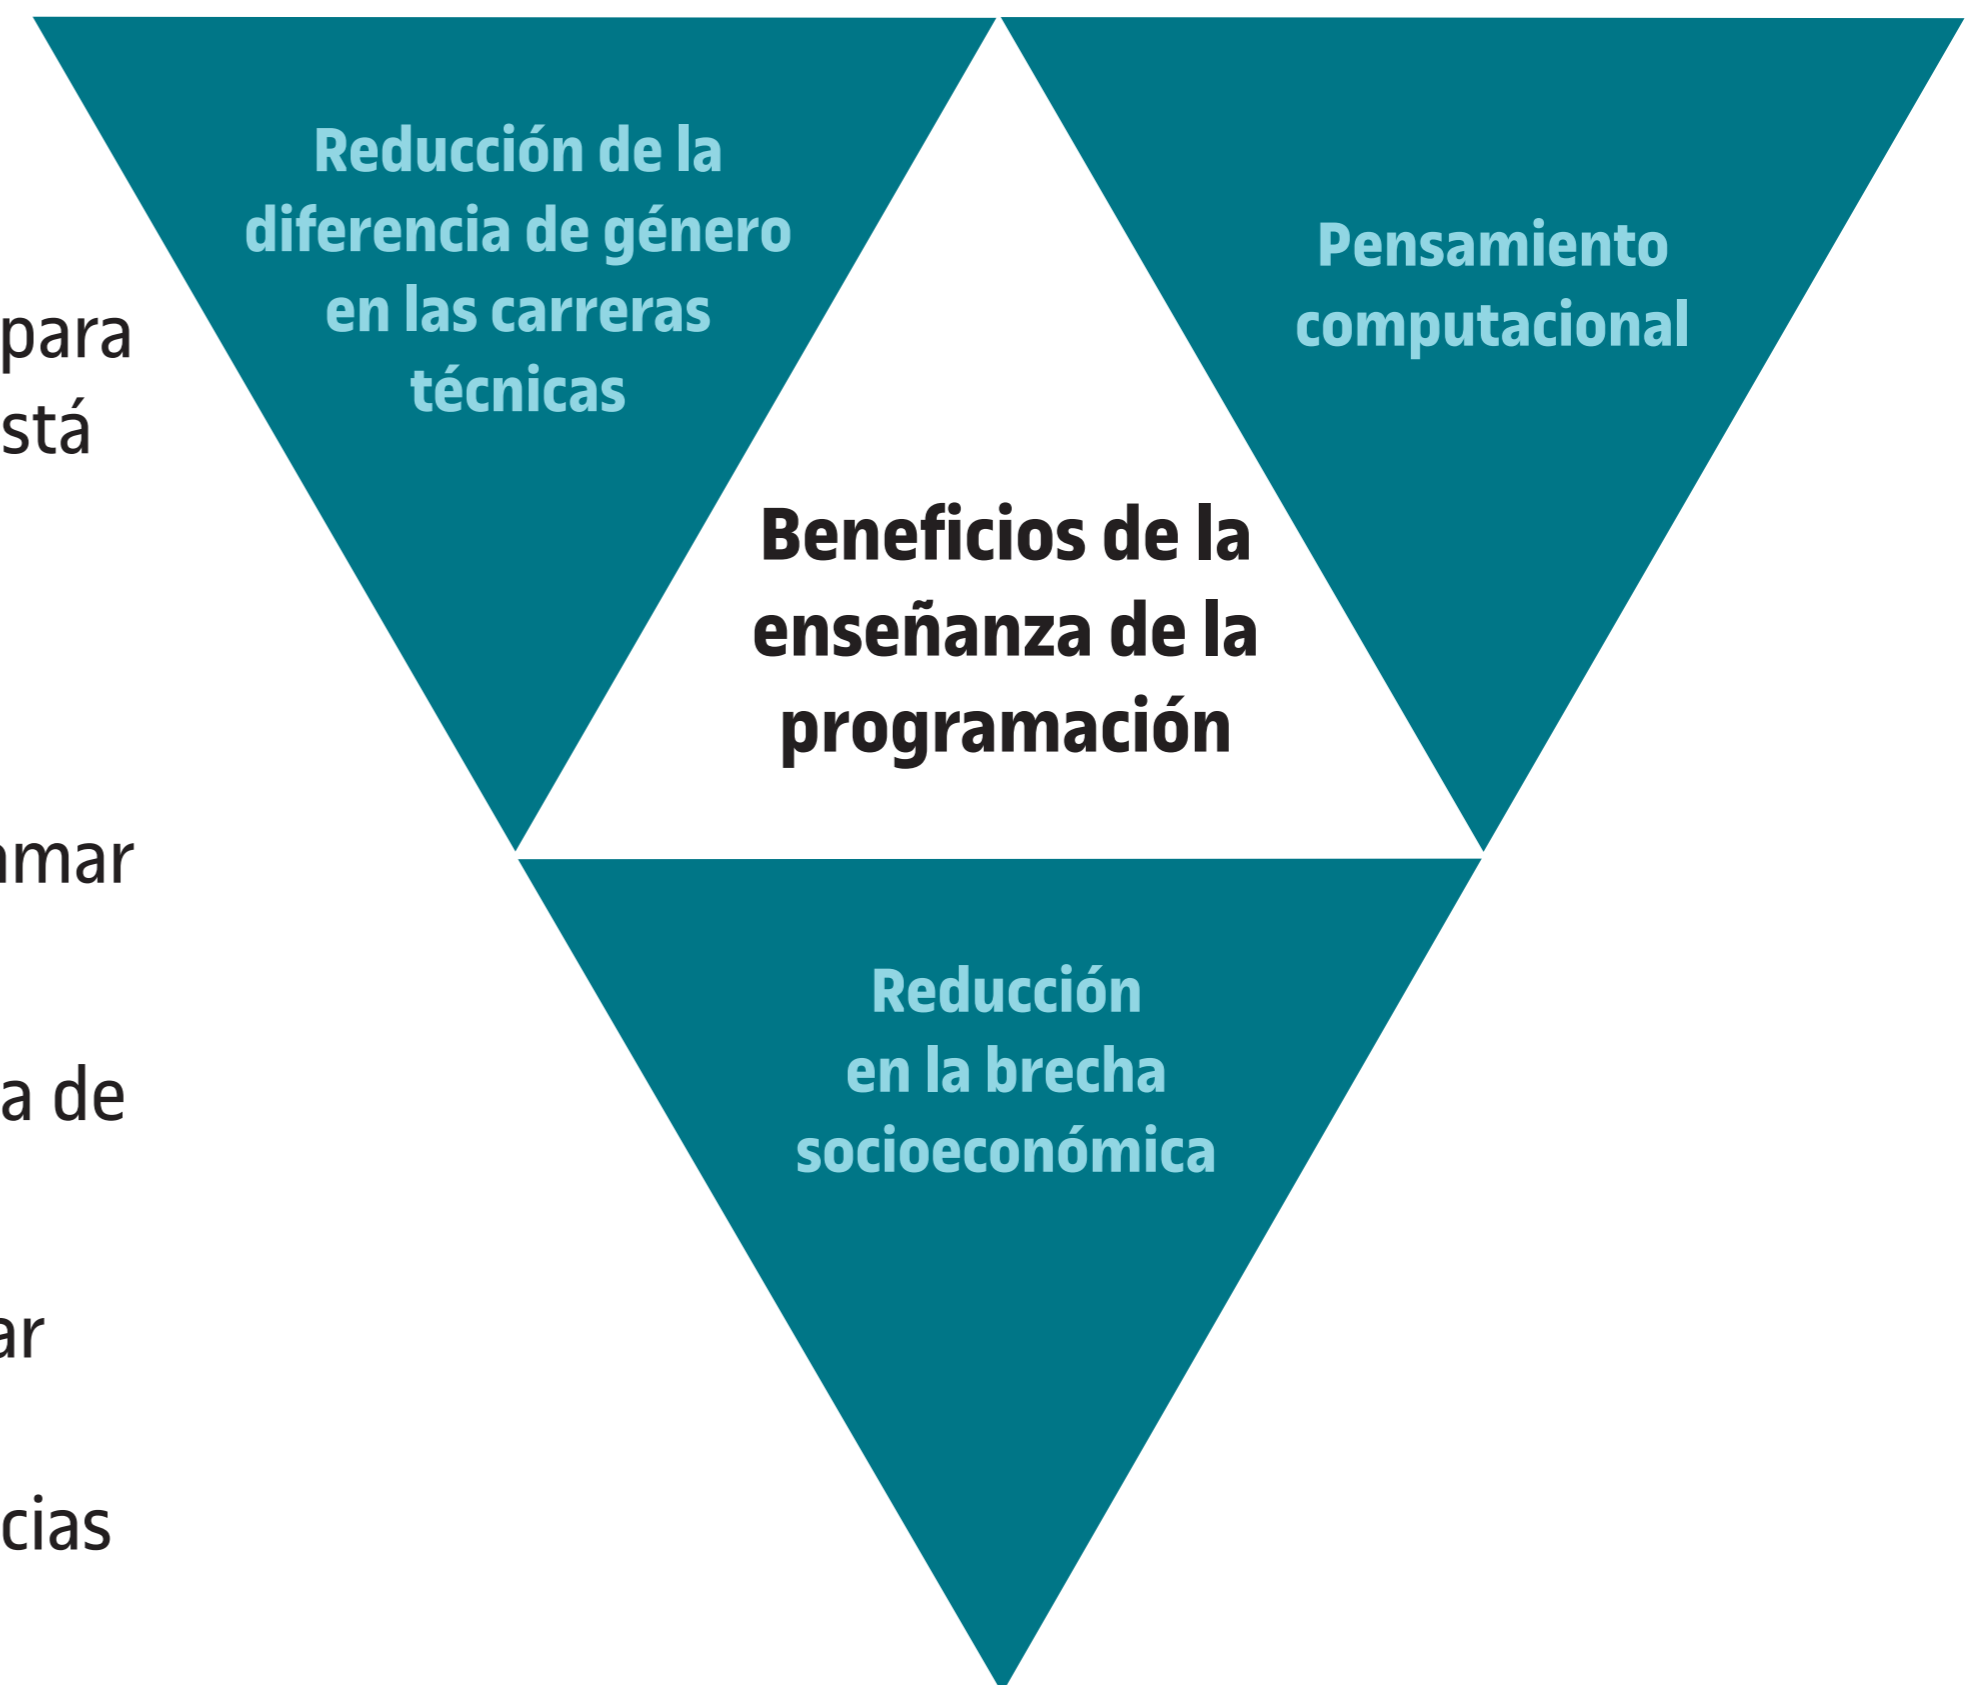 Reducción de la
diferencia de género
en las carreras
técnicas
Pensamiento
computacional
Beneficios de la
enseñanza de la
programación
Reducción
en la brecha
socioeconómica
para
stá
amar
a de
ar
cias